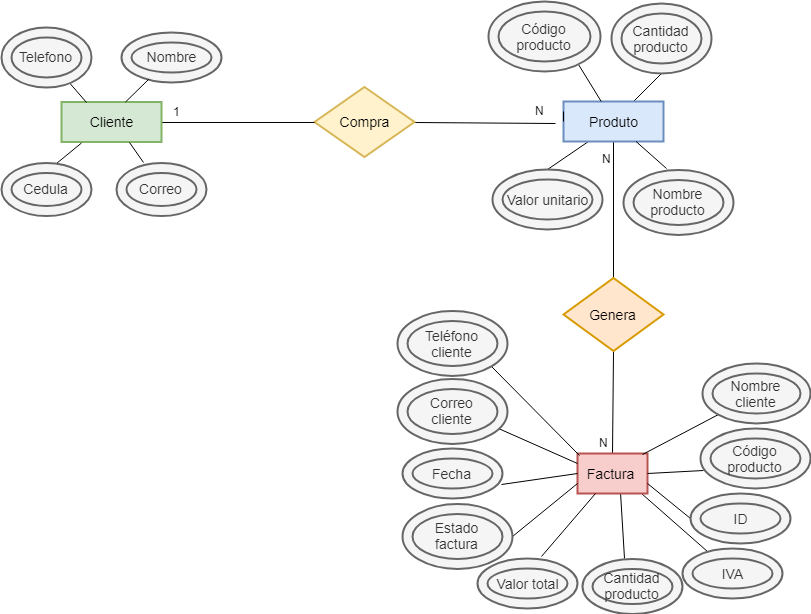 Código
producto
Cantidad
producto
Telefono
Nombre
1
N
Cliente
Compra
Produto
N
Cedula
Correo
Valor unitario
Nombre
producto
Genera
Teléfono
cliente
Nombre
cliente
Correo
cliente
N
Código
producto
Fecha
Factura
ID
Estado
factura
IVA
Valor total
Cantidad
producto